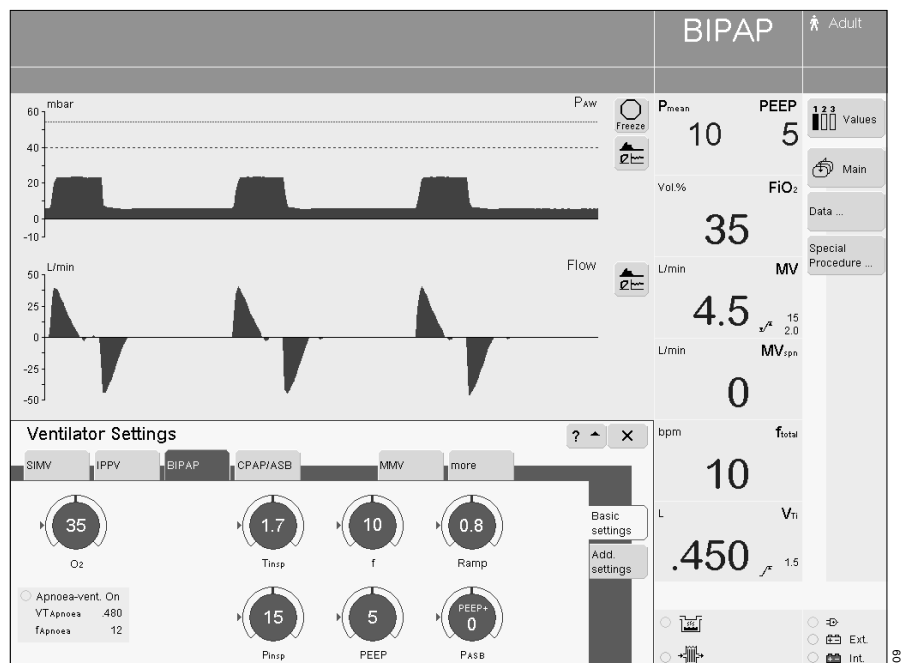 BIPAP
Adult
mbar
PAW
60
40
20
0
-10
Freeze
L/min
Flow
50
25
0
-25
-50
Pmean PEEP
10 5
Vol.% FiO2
35
L/min MV
4.5
15
2.0
L/min MVspn
0
bpm ftotal
10
L VTi
.450
1.5
1 2 3
Values
Main
Data ...
Special
Procedure ...
Ventilator Settings
?
X
SIMV IPPV BIPAP CPAP/ASB MMV more
Basic
settings
Add.
settings
35 1.7 10 0.8
O2 Tinsp f Ramp
Apnoea-vent. On
VTApnoea .480
fApnoea 12
PEEP+
15 5 0
Pinsp PEEP PASB
Ext.
Int.